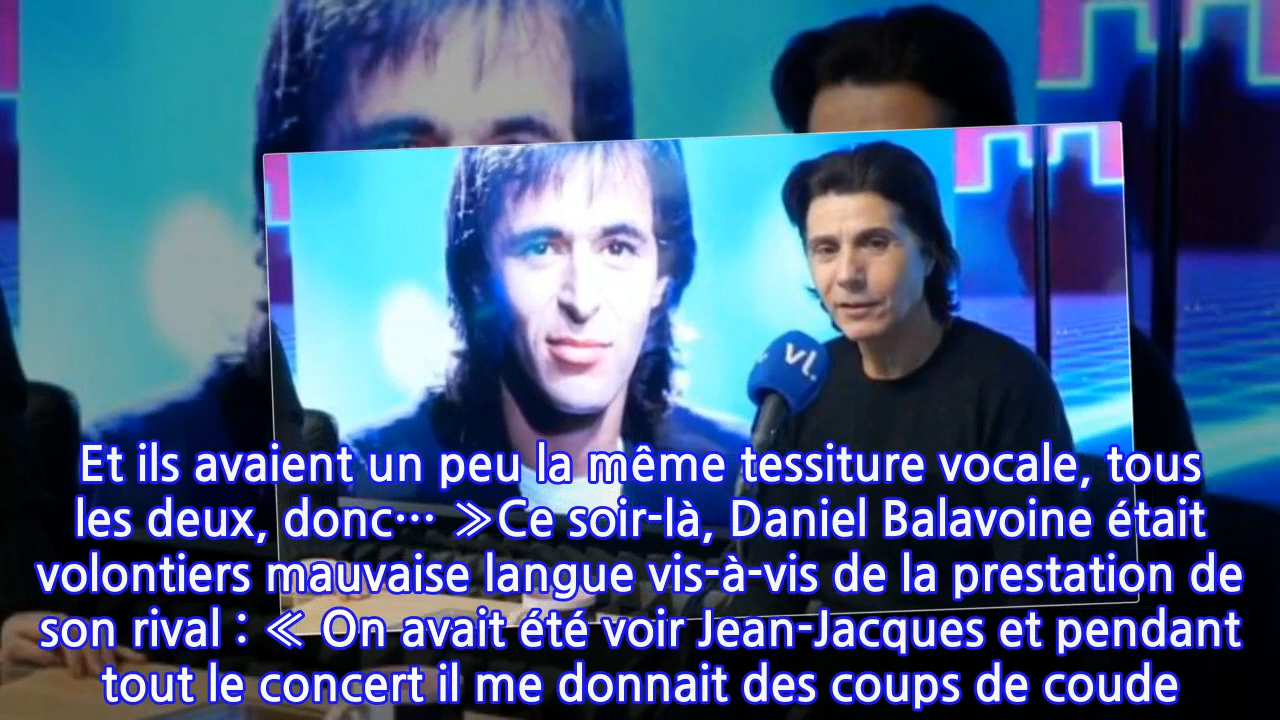 vl.
Et ils avaient un peu la même tessiture vocale, tous
les deux, donc··· ≫Ce soir-là, Daniel Balavoine était
volontiers mauvaise langue vis-à-vis de la prestation de
son rival : ≪ On avait été voir Jean-Jacques et pendant
tout le concert il me donnait des coups de coude